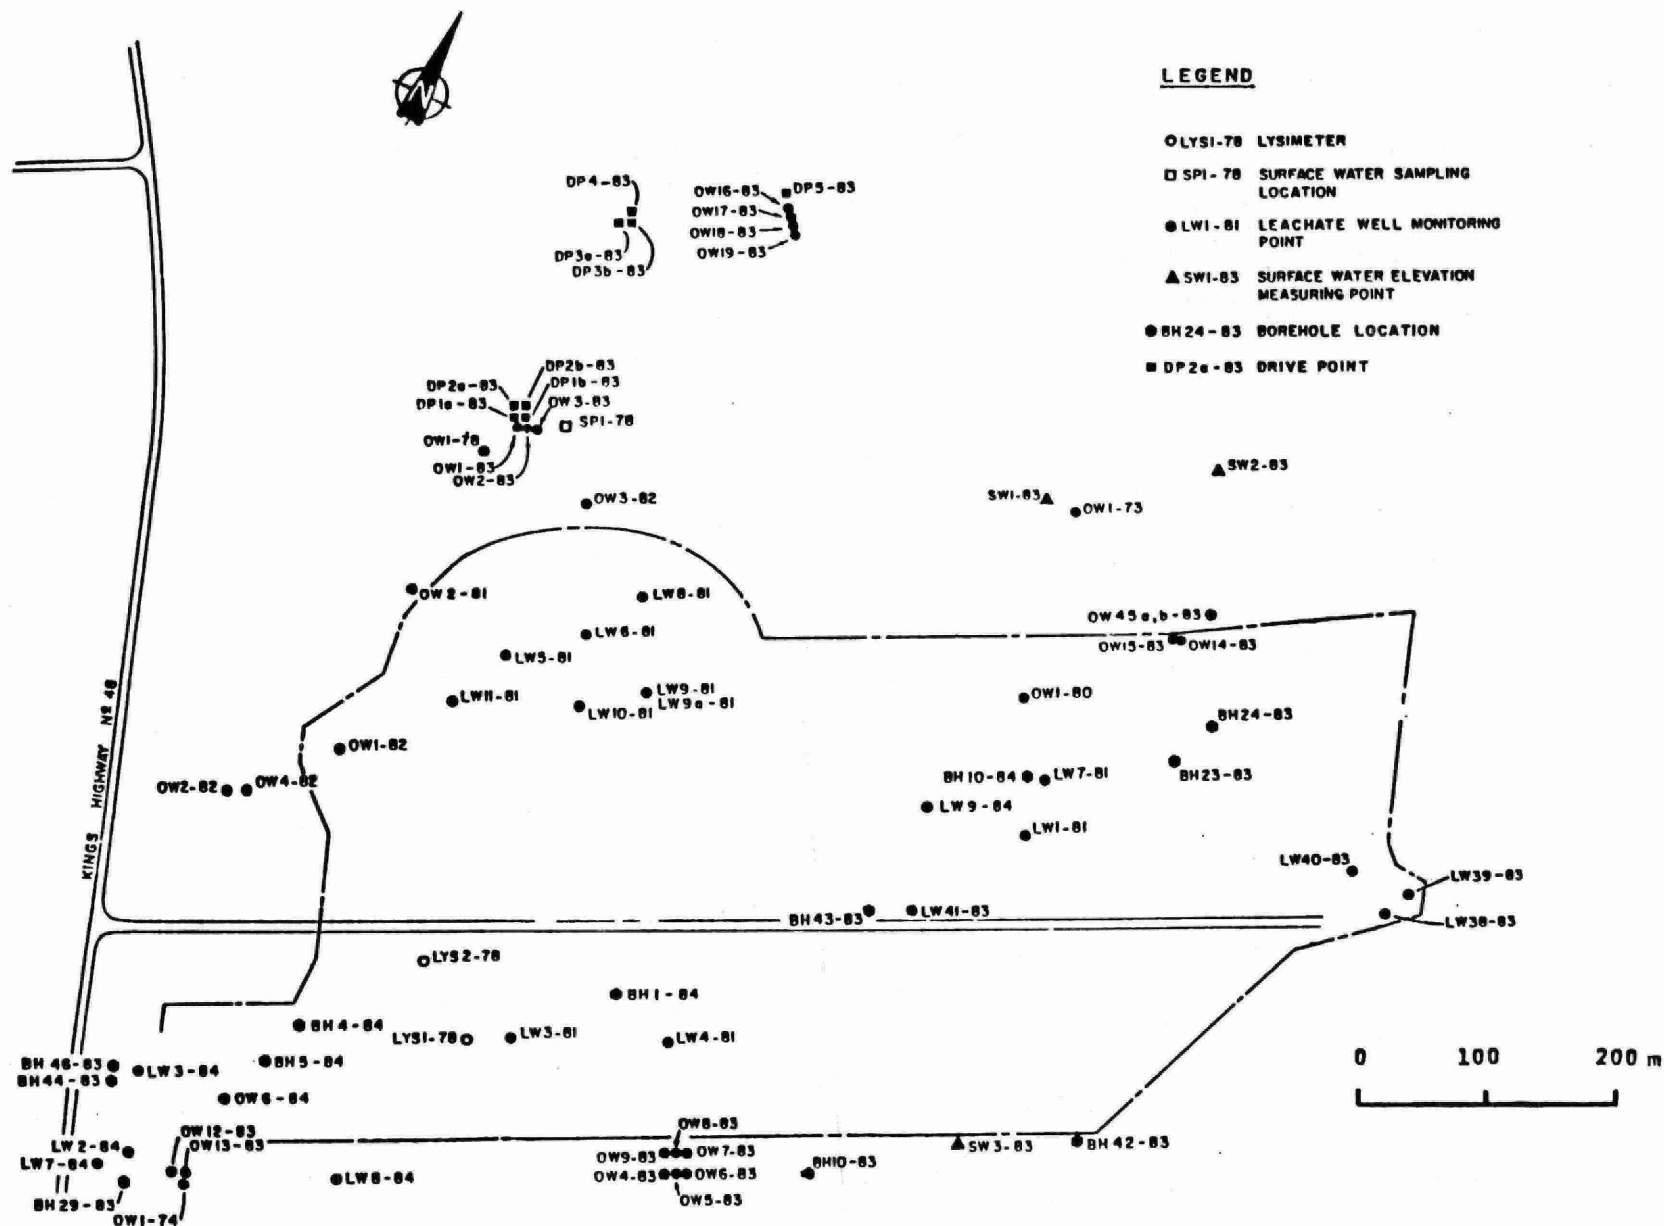 N
LEGEND
LYS1-78 LYSIMETER
SP1-78 SURFACE WATER SAMPLING
LOCATION
LW1-81 LEACHATE WELL MONITORING
POINT
SW1-83 SURFACE WATER ELEVATION
MEASURING POINT
BH24-83 BOREHOLE LOCATION
DP2a-83 DRIVE POINT
DP4-83
DP3a-83
DP3b-83
OW16-83
DP5-83
OW17-83
OW18-83
OW19-83
DP2b-83
DP2a-83
DP1b-83
DP1a-83
OW3-83
SP1-78
OW1-78
OW1-83
OW2-83
SW2-83
OW3-82
SW1-83
OW1-73
OW2-81
LW8-81
OW45a,b-83
LW6-81
OW15-83
OW14-83
LW5-81
LW11-81
LW9-81
LW9a-81
LW10-81
OW1-80
BH24-83
OW1-82
BH10-84
LW7-81
BH23-83
OW2-82
OW4-82
LW9-84
LW1-81
KINGS HIGHWAY Nº 48
LW40-83
LW39-83
LW38-83
BH43-83
LW41-83
LYS2-78
BH1-84
BH4-84
LYS1-78
LW3-81
LW4-81
BH46-83
LW3-84
BH5-84
BH44-83
OW6-84
0 100 200 m
OW12-83
OW13-83
LW2-84
LW7-84
BH29-83
OW1-74
LW8-84
OW8-83
OW9-83
OW7-83
OW4-83
OW6-83
OW5-83
BH10-83
SW3-83
BH42-83